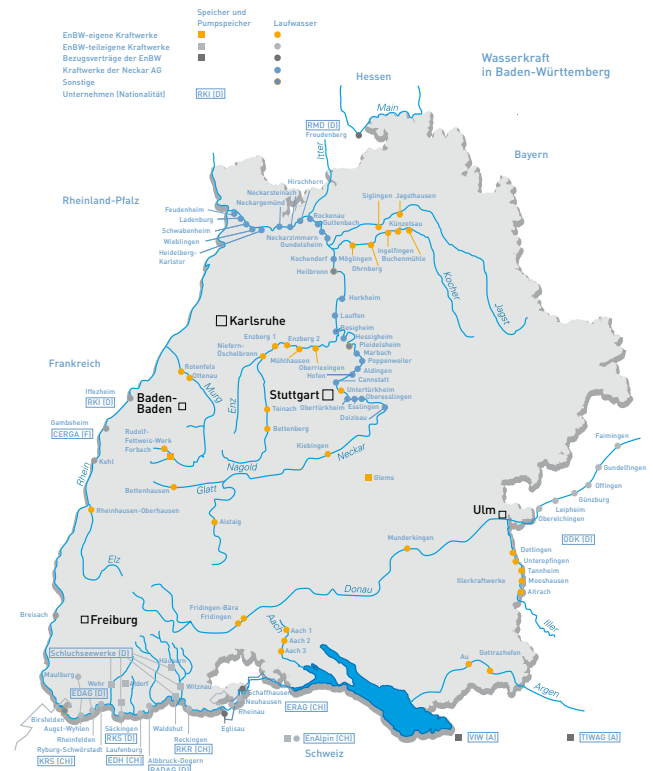 Speicher und
Pumpspeicher
Laufwasser
EnBW-eigene Kraftwerke
EnBW-teileigene Kraftwerke
Bezugsverträge der EnBW
Kraftwerke der Neckar AG
Sonstige
Unternehmen (Nationalität)
RKI (D)
Wasserkraft
in Baden-Württemberg
Hessen
Main
RMD (D)
Freudenberg
Itter
Bayern
Rheinland-Pfalz
Hirschhorn
Neckarsteinach
Neckargemünd
Feudenheim
Ladenburg
Schwabenheim
Wieblingen
Heidelberg-
Karlstor
Rockenau
Guttenbach
Neckarzimmern
Gundelsheim
Siglingen
Jagsthausen
Künzelsau
Ingelfingen
Buchenmühle
Möglingen
Ohrnberg
Kochendorf
Heilbronn
Kocher
Jagst
Horkheim
Lauffen
Besigheim
Hessigheim
Pleidelsheim
Marbach
Poppenweiler
Aldingen
Hofen
Cannstatt
Untertürkheim
Oberesslingen
Obertürkheim
Esslingen
Deizisau
Karlsruhe
Enzberg 1
Enzberg 2
Niefern-
Öschelbronn
Mühlhausen
Oberriexingen
Stuttgart
Frankreich
Rotenfels
Ottenau
Murg
Enz
Iffezheim
RKI (D)
Baden-
Baden
Gambsheim
CERGA (F)
Rudolf-
Fettweis-Werk
Forbach
Teinach
Bettenberg
Kiebingen
Neckar
Nagold
Kehl
Rhein
Bettenhausen
Glatt
Glems
Faimingen
Gundelfingen
Offingen
Günzburg
Leipheim
Oberelchingen
ODK (D)
Ulm
Rheinhausen-Oberhausen
Aistaig
Munderkingen
Dettingen
Unteropfingen
Tannheim
Mooshausen
Aitrach
Illerkraftwerke
Iller
Elz
Donau
Breisach
Freiburg
Fridingen-Bära
Fridingen
Aach
Aach 1
Aach 2
Aach 3
Au
Gottrazhofen
Argen
Schluchseewerke (D)
Maulburg
Wehr
Häusern
Aldorf
Witznau
EDAG (D)
Birsfelden
Augst-Wyhlen
Rheinfelden
Ryburg-Schwörstadt
KRS (CH)
Säckingen
RKS (D)
Laufenburg
EDH (CH)
Albbruck-Dogern
RADAG (D)
Waldshut
Reckingen
RKR (CH)
Schaffhausen
Neuhausen
Rheinau
Eglisau
ERAG (CH)
EnAlpin (CH)
Schweiz
VIW (A)
TIWAG (A)